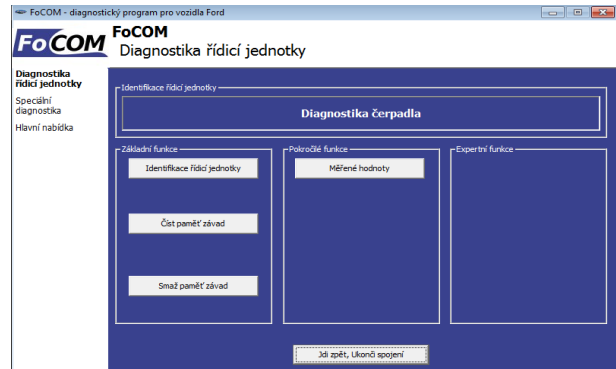 FoCOM - diagnostický program pro vozidla Ford
FoCOM
FoCOM
Diagnostika řídicí jednotky
Diagnostika
řídicí jednotky
Speciální
diagnostika
Hlavní nabídka
Identifikace řídicí jednotky
Diagnostika čerpadla
Základní funkce
Pokročilé funkce
Expertní funkce
Identifikace řídicí jednotky
Měřené hodnoty
Číst paměť závad
Smaž paměť závad
Jdi zpět, Ukonči spojení